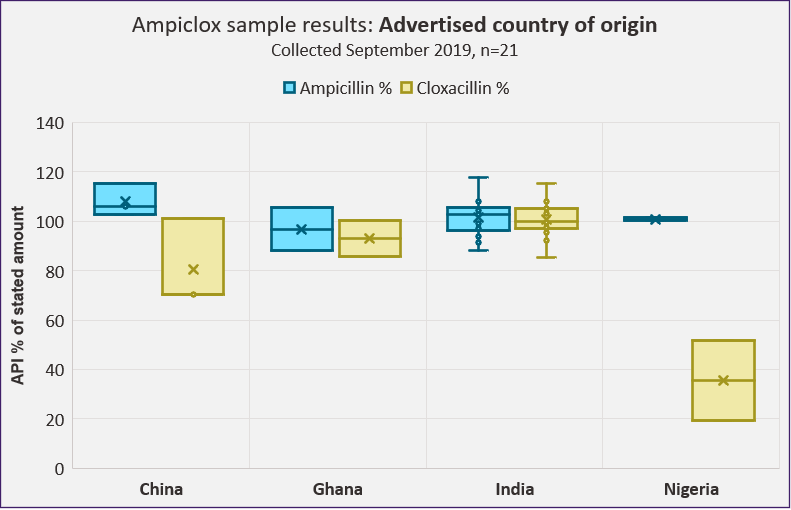 Ampiclox sample results: Advertised country of origin
Collected September 2019, n=21
Ampicillin % Cloxacillin %
API % of stated amount
140
120
100
80
60
40
20
0
China Ghana India Nigeria